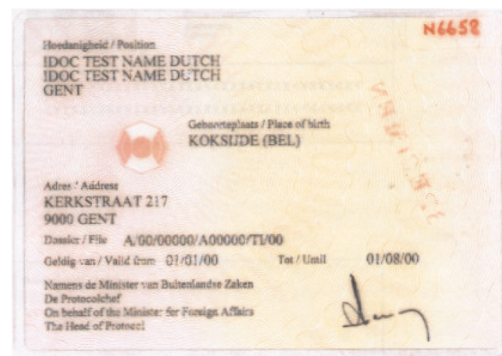 N6658
Hoedanigheid / Position
IDOC TEST NAME DUTCH
IDOC TEST NAME DUTCH
GENT
Geboorteplaats / Place of birth
KOKSIJDE (BEL)
Adres / Address
KERKSTRAAT 217
9000 GENT
Dossier / File A/00/00000/A00000/TI/00
Geldig van / Valid from 01/01/00 Tot / Until 01/08/00
Namens de Minister van Buitenlandse Zaken
De Protocolchef
On behalf of the Minister for Foreign Affairs
The Head of Protocol